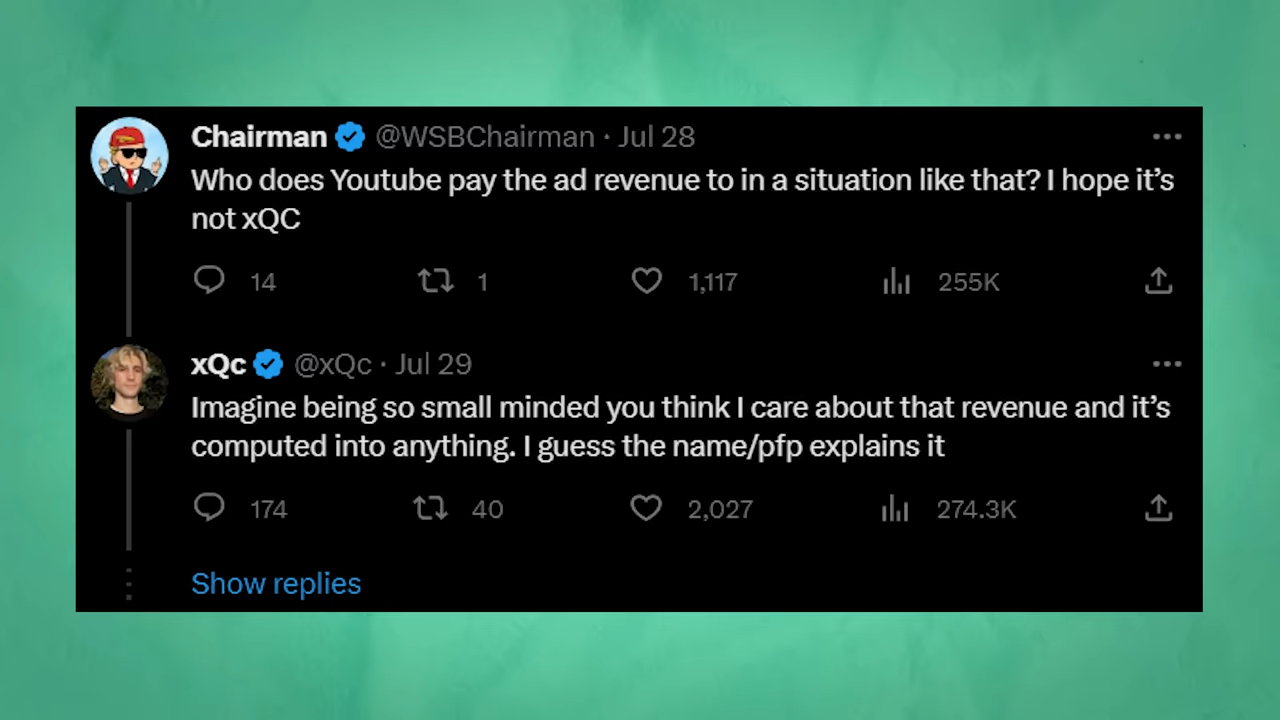 Chairman @WSBChairman · Jul 28
Who does Youtube pay the ad revenue to in a situation like that? I hope it’s
not xQC
14 1 1,117 255K
xQc @xQc · Jul 29
Imagine being so small minded you think I care about that revenue and it’s
computed into anything. I guess the name/pfp explains it
174 40 2,027 274.3K
Show replies